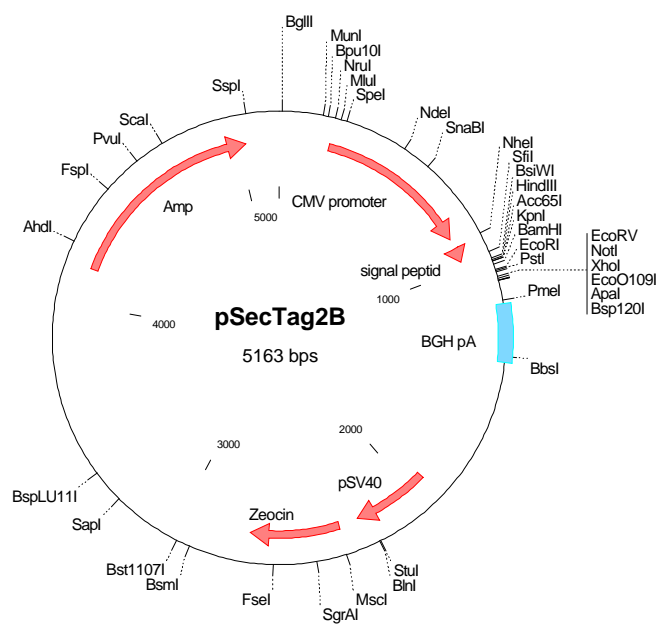 BglII
MunI
Bpu10I
NruI
MluI
SpeI
SspI
ScaI
PvuI
FspI
AhdI
NdeI
SnaBI
NheI
SfiI
BsiWI
HindIII
Acc65I
KpnI
BamHI
EcoRI
PstI
EcoRV
NotI
XhoI
EcoO109I
ApaI
Bsp120I
PmeI
Amp
5000
CMV promoter
signal peptid
1000
4000
pSecTag2B
5163 bps
BGH pA
BbsI
3000
2000
pSV40
Zeocin
BspLU11I
SapI
Bst1107I
BsmI
FseI
SgrAI
MscI
BlnI
StuI